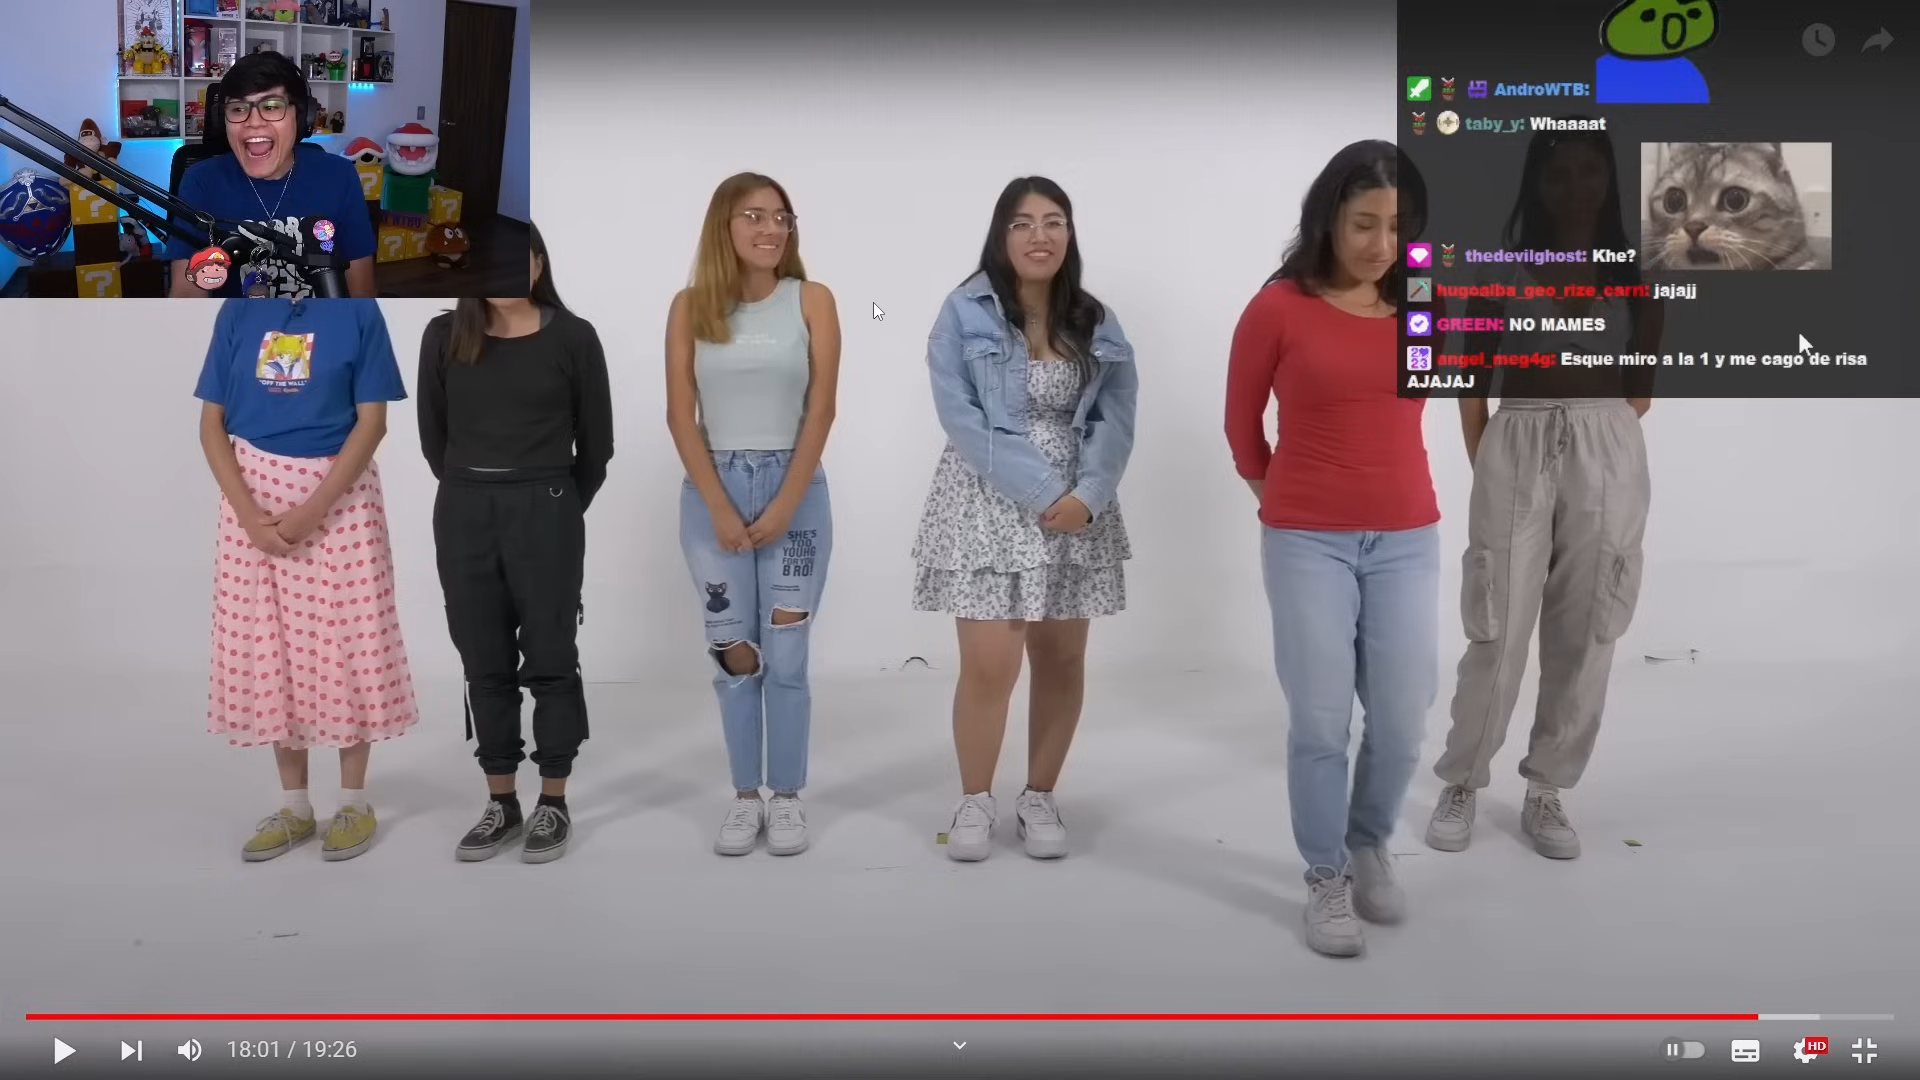 AndroWTB:
taby_y: Whaaaat
thedevilghost: Khe?
hugoalba_geo_rize_carri: jajajj
GREEN: NO MAMES
angel_meg4g: Esque miro a la 1 y me cago de risa
AJAJAJ
"OFF THE WALL"
SHE'S
TOO
YOUNG
FOR YOU
BRO!
18:01 / 19:26
HD